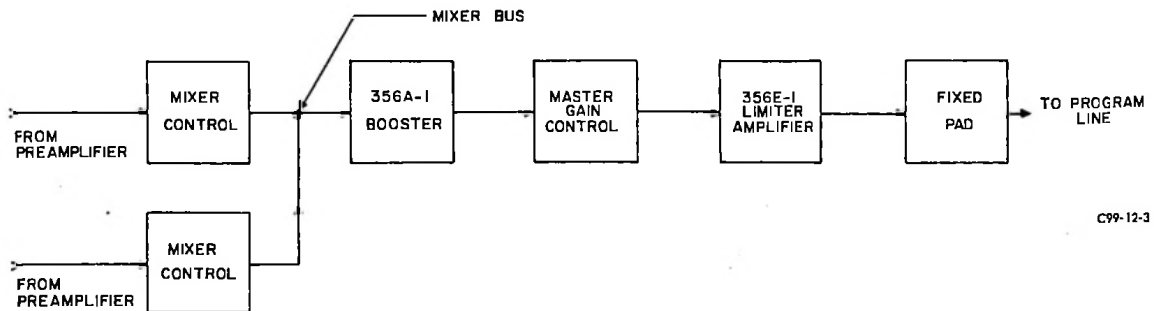 MIXER BUS
MIXER
CONTROL
356A-1
BOOSTER
MASTER
GAIN
CONTROL
356E-1
LIMITER
AMPLIFIER
FIXED
PAD
TO PROGRAM
LINE
FROM
PREAMPLIFIER
C99-12-3
MIXER
CONTROL
FROM
PREAMPLIFIER